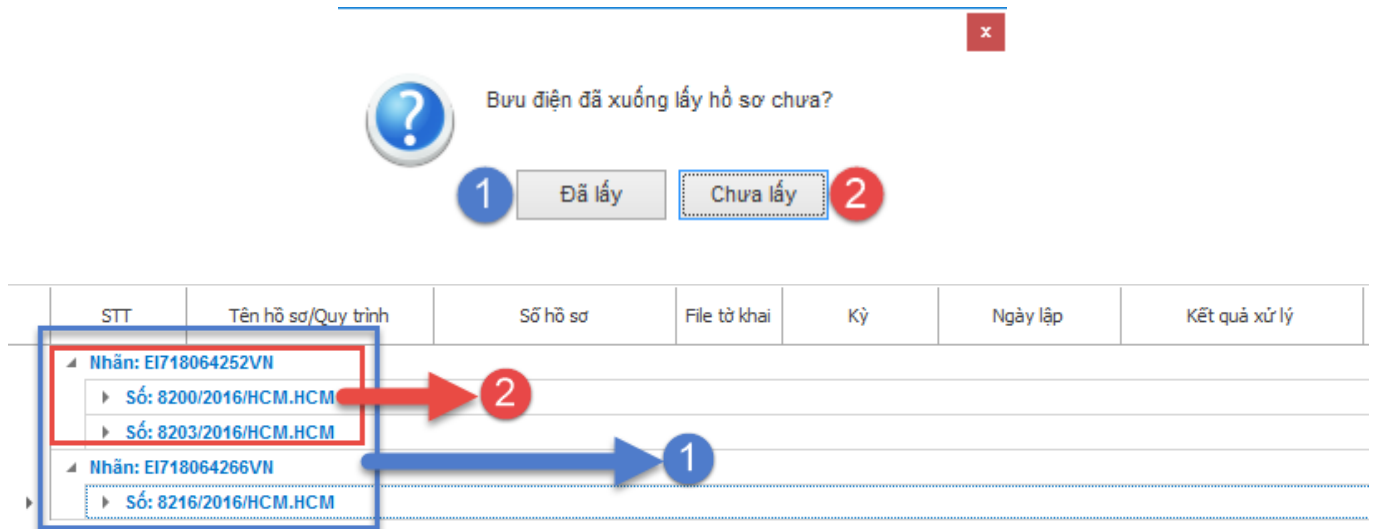 x
Bưu điện đã xuống lấy hồ sơ chưa?
1 Đã lấy Chưa lấy 2
STT Tên hồ sơ/Quy trình Số hồ sơ File tờ khai Kỳ Ngày lập Kết quả xử lý
Nhãn: EI718064252VN
Số: 8200/2016/HCM.HCM 2
Số: 8203/2016/HCM.HCM
Nhãn: EI718064266VN 1
Số: 8216/2016/HCM.HCM